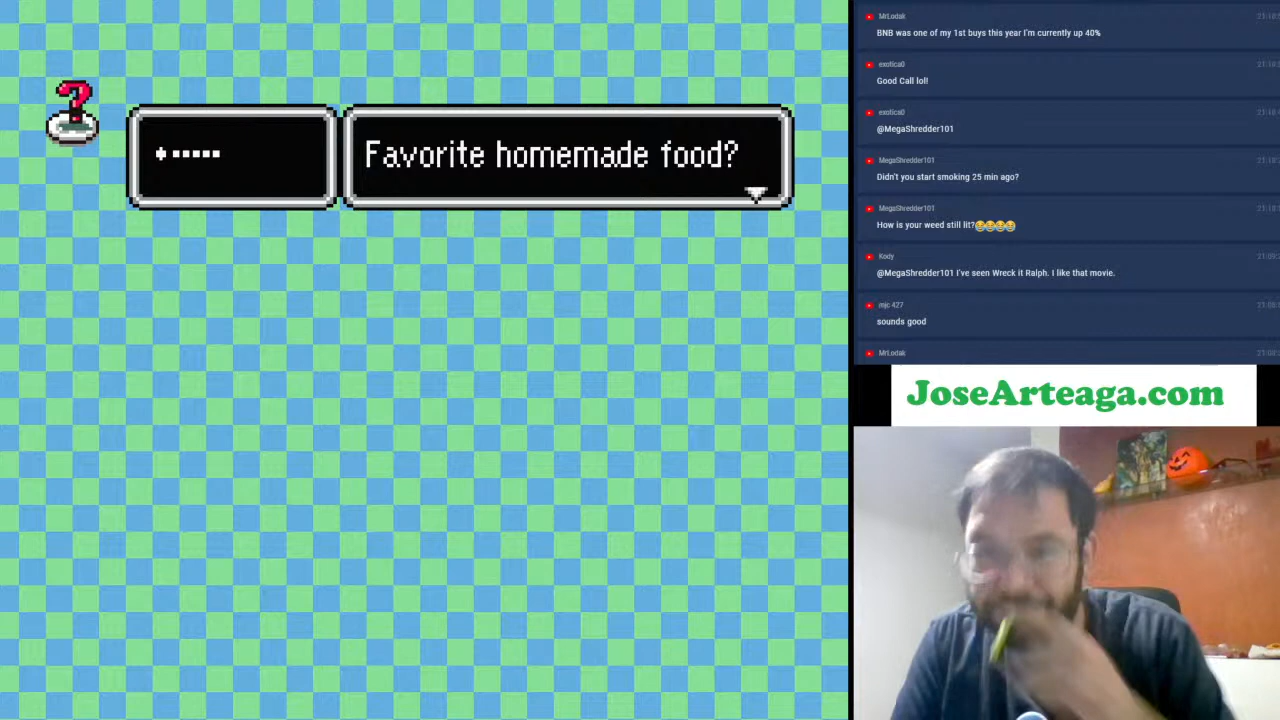 ?
Favorite homemade food?
MrLodak
BNB was one of my 1st buys this year I'm currently up 40%
exotica0
Good Call lol!
exotica0
@MegaShredder101
MegaShredder101
Didn't you start smoking 25 min ago?
MegaShredder101
How is your weed still lit?😂😂😂😂
Kody
@MegaShredder101 I've seen Wreck it Ralph. I like that movie.
mjc 427
sounds good
MrLodak
JoseArteaga.com